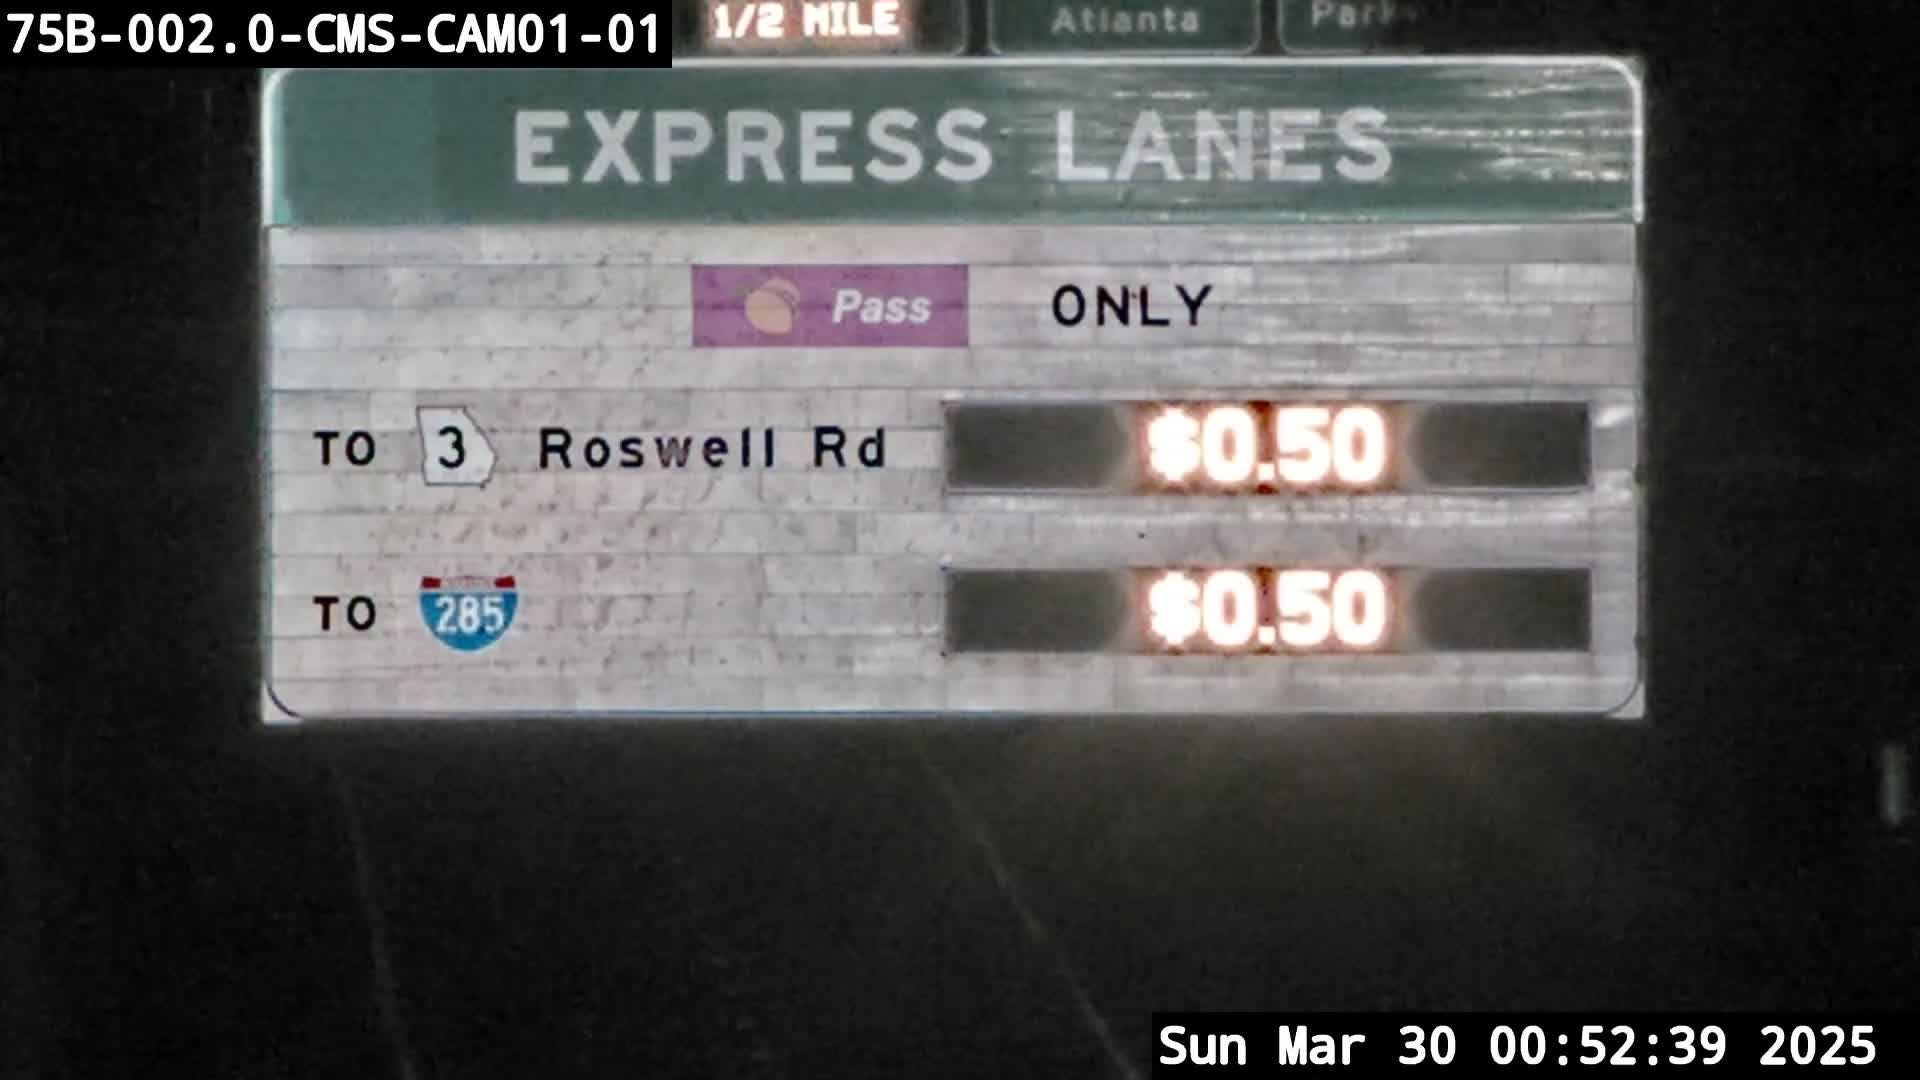 75B-002.0-CMS-CAM01-01
1/2 MILE
Atlanta
EXPRESS LANES
Pass ONLY
TO 3 Roswell Rd $0.50
TO 285 $0.50
Sun Mar 30 00:52:39 2025